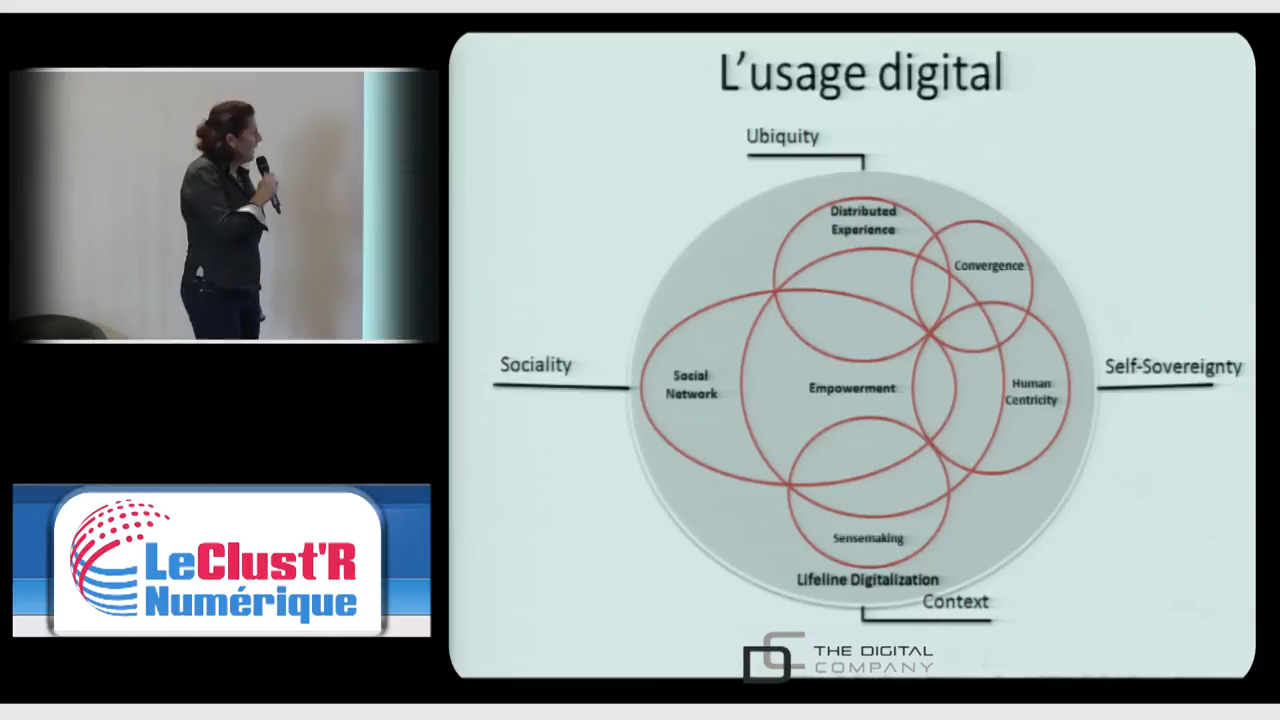 L'usage digital
Ubiquity
Distributed
Experience
Convergence
Sociality
Self-Sovereignty
Social
Network
Empowerment
Human
Centricity
Sensemaking
Lifeline Digitalization
Context
DC THE DIGITAL
COMPANY
LeClust'R
Numérique